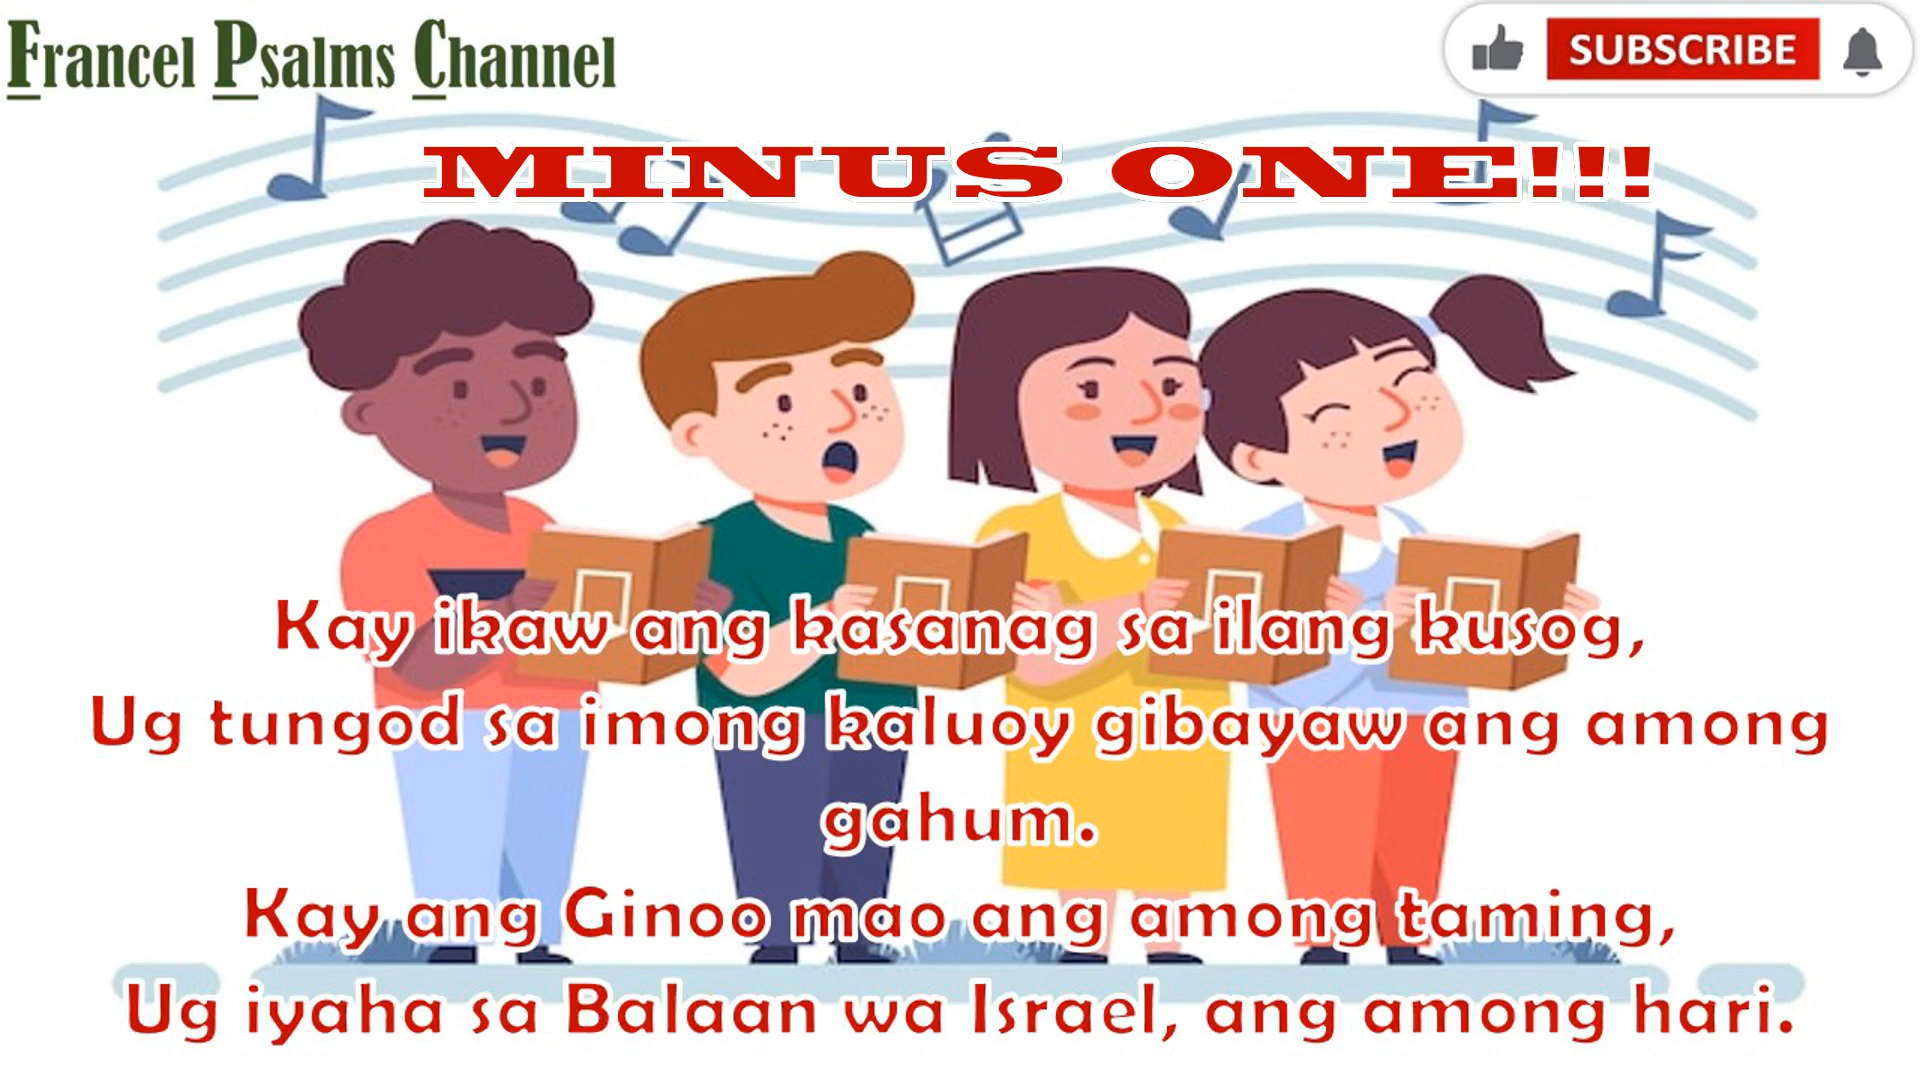 Francel Psalms Channel
SUBSCRIBE
MINUS ONE!!!
Kay ikaw ang kasanag sa ilang kusog,
Ug tungod sa imong kaluoy gibayaw ang among
gahum.
Kay ang Ginoo mao ang among taming,
Ug iyaha sa Balaan wa Israel, ang among hari.